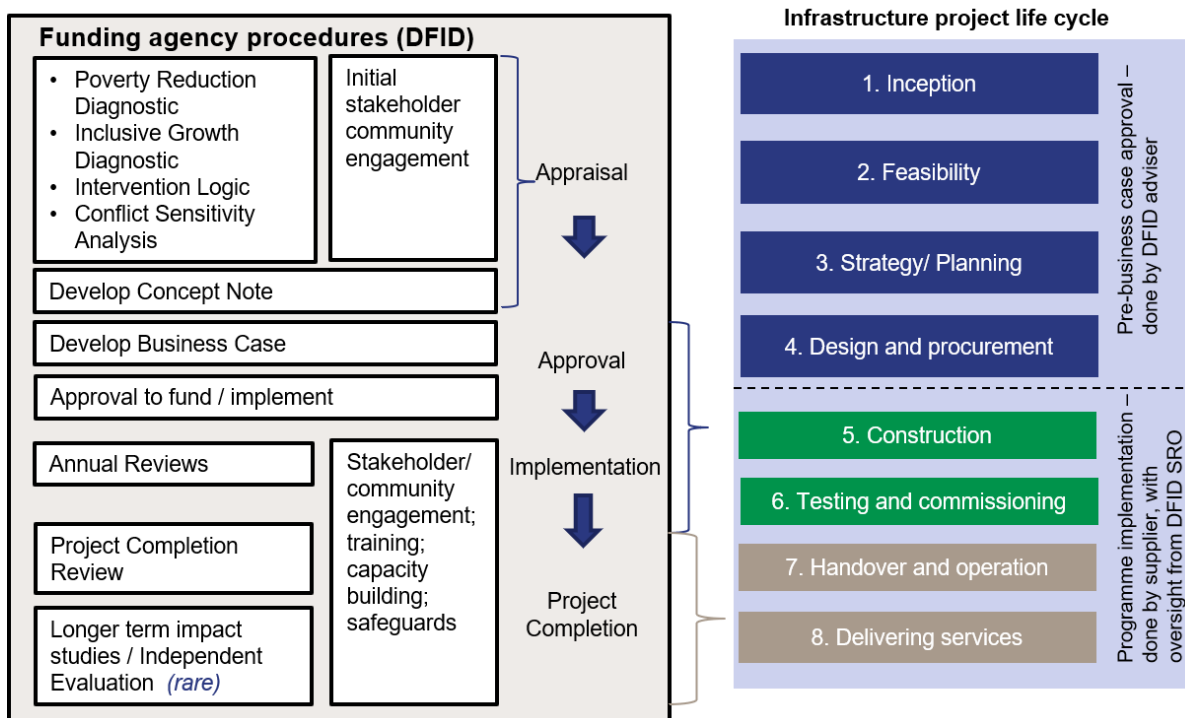 Funding agency procedures (DFID)
• Poverty Reduction
Diagnostic
• Inclusive Growth
Diagnostic
• Intervention Logic
• Conflict Sensitivity
Analysis
Initial
stakeholder
community
engagement
Develop Concept Note
Develop Business Case
Approval to fund / implement
Annual Reviews
Project Completion
Review
Longer term impact
studies / Independent
Evaluation (rare)
Stakeholder/
community
engagement;
training;
capacity
building;
safeguards
Appraisal
Approval
Implementation
Project
Completion
Infrastructure project life cycle
1. Inception
2. Feasibility
3. Strategy/ Planning
4. Design and procurement
5. Construction
6. Testing and commissioning
7. Handover and operation
8. Delivering services
Pre-business case approval –
done by DFID adviser
Programme implementation –
done by supplier, with
oversight from DFID SRO